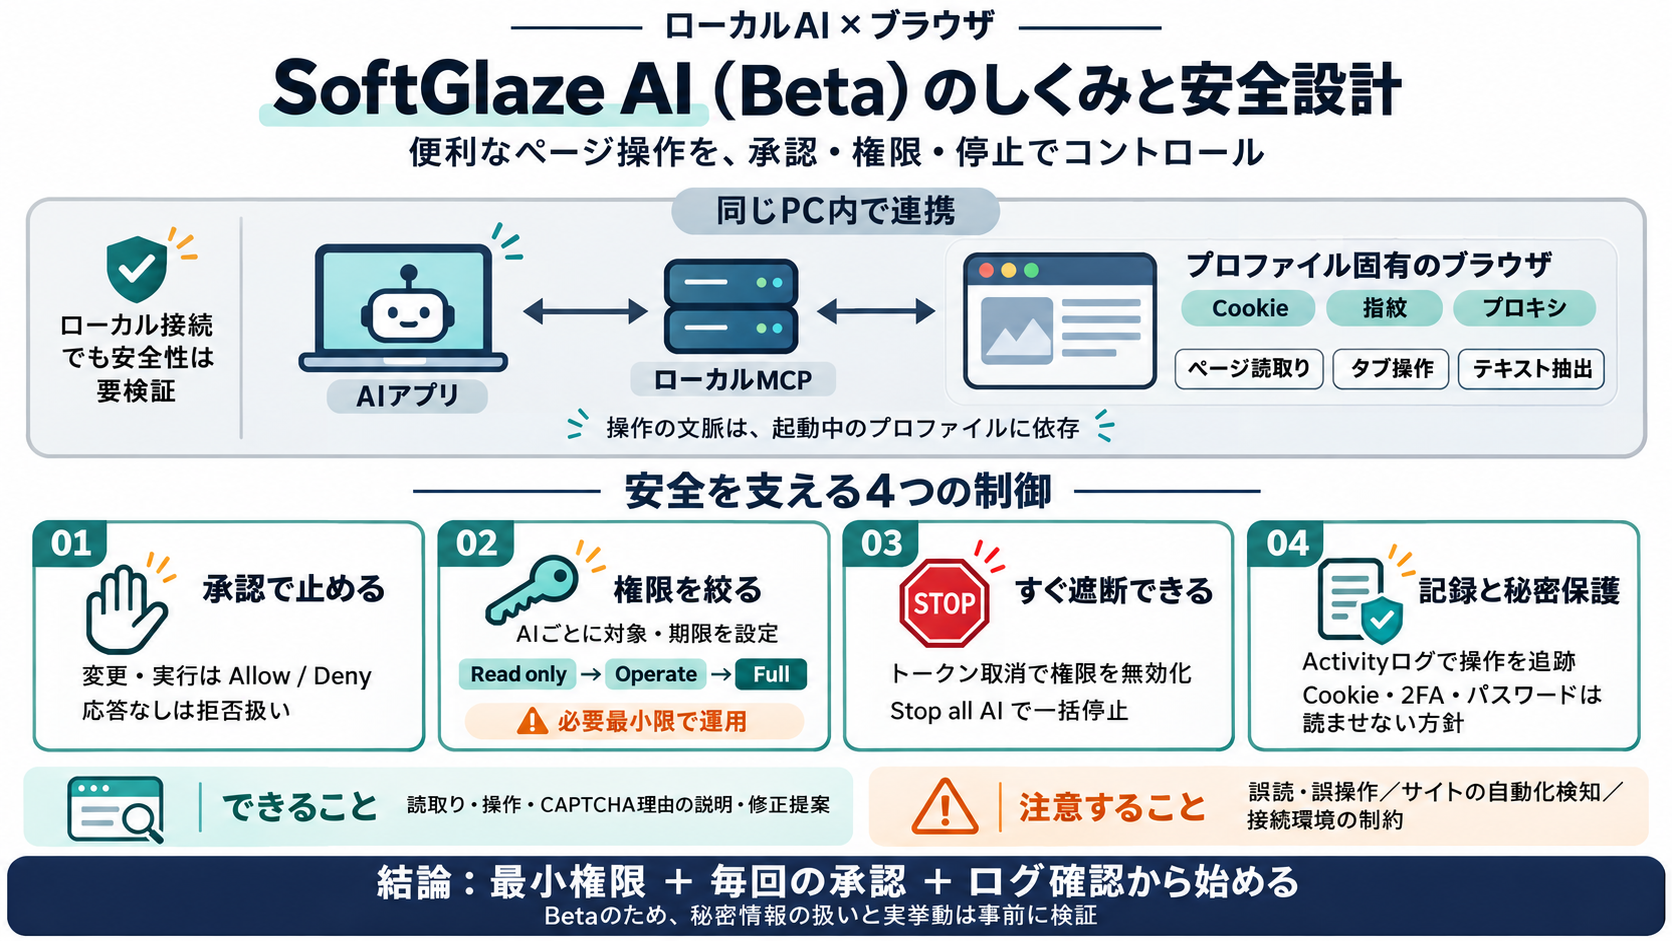 ローカルAI×ブラウザ
SoftGlaze AI（Beta）のしくみと安全設計
便利なページ操作を、承認・権限・停止でコントロール
同じPC内で連携
ローカル接続
でも安全性は
要検証
AIアプリ
ローカルMCP
プロファイル固有のブラウザ
Cookie
指紋
プロキシ
ページ読取り
タブ操作
テキスト抽出
操作の文脈は、起動中のプロファイルに依存
安全を支える4つの制御
01
承認で止める
変更・実行は Allow / Deny
応答なしは拒否扱い
02
権限を絞る
AIごとに対象・期限を設定
Read only → Operate → Full
必要最小限で運用
03
STOP
すぐ遮断できる
トークン取消で権限を無効化
Stop all AI で一括停止
04
記録と秘密保護
Activityログで操作を追跡
Cookie・2FA・パスワードは
読ませない方針
できること
読取り・操作・CAPTCHA理由の説明・修正提案
注意すること
誤読・誤操作／サイトの自動化検知／
接続環境の制約
結論：最小権限 ＋ 毎回の承認 ＋ ログ確認から始める
Betaのため、秘密情報の扱いと実挙動は事前に検証